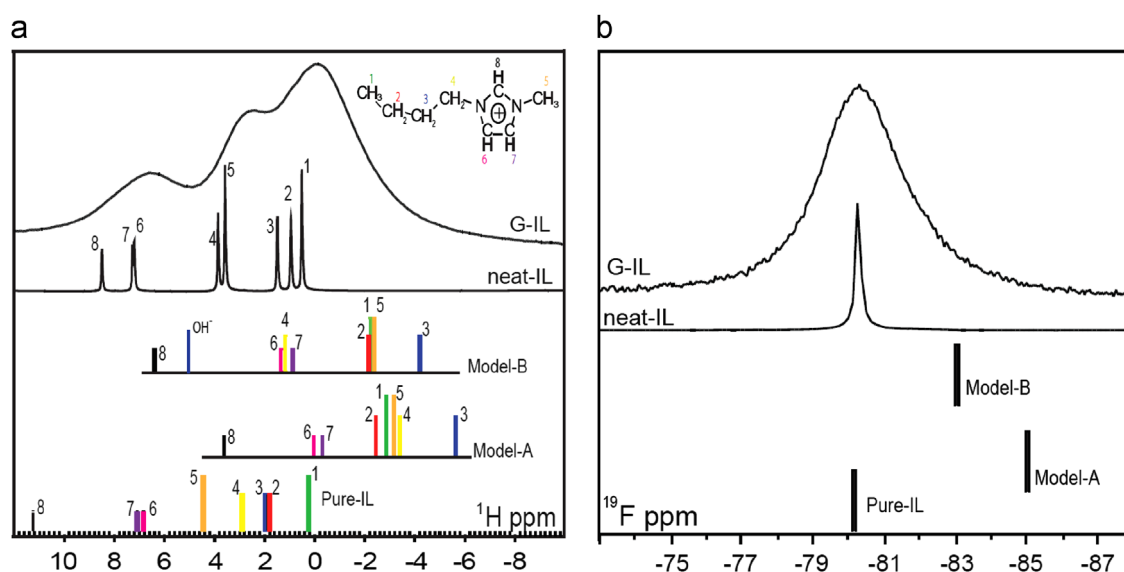 a
1
CH3
2
CH2
3
CH2
4
CH2
N
8
H
C
N
5
CH3
C C
H H
6 7
+
G-IL
8 7 6 4 5 3 2 1
neat-IL
8 OH- 6 4 7 2 1 5 3
Model-B
8 6 7 2 1 5 4 3
Model-A
8 7 6 5 4 3 2 1
Pure-IL
1H ppm
10 8 6 4 2 0 -2 -4 -6 -8
b
G-IL
neat-IL
Model-B
Model-A
Pure-IL
19F ppm
-75 -77 -79 -81 -83 -85 -87